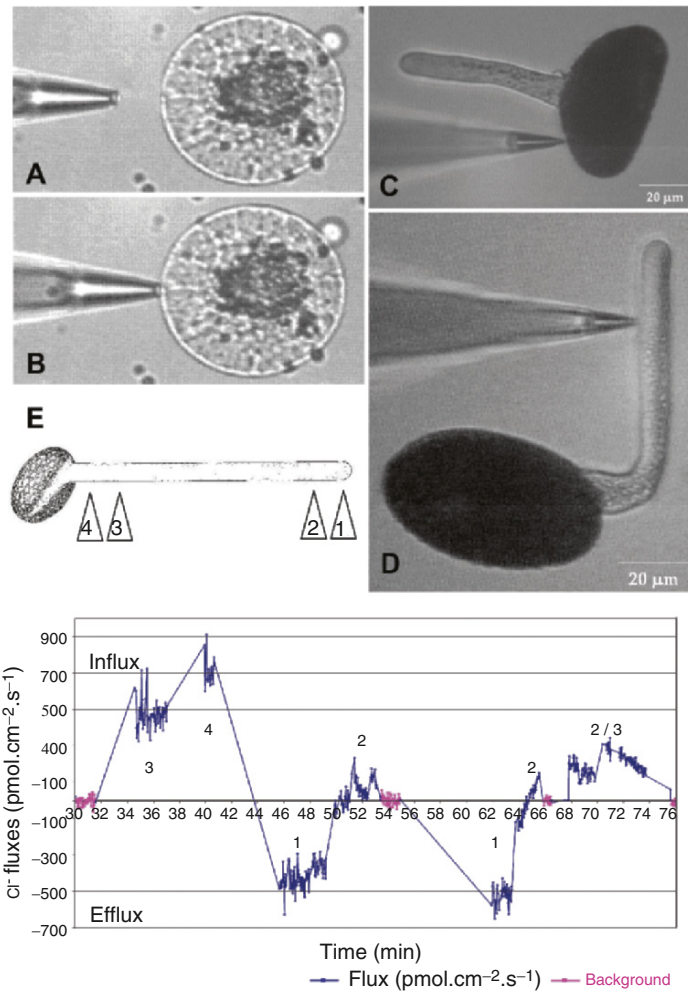 A
B
C
20 µm
D
20 µm
E
4 3 2 1
Cl⁻ fluxes (pmol.cm⁻².s⁻¹)
900
700
500
400
−100
−100
−300
−500
−700
Influx
Efflux
3
4
1
2
1
2
2 / 3
30 32 34 36 38 40 42 44 46 48 50 52 54 56 58 60 62 64 66 68 70 72 74 76
Time (min)
Flux (pmol.cm⁻².s⁻¹) Background